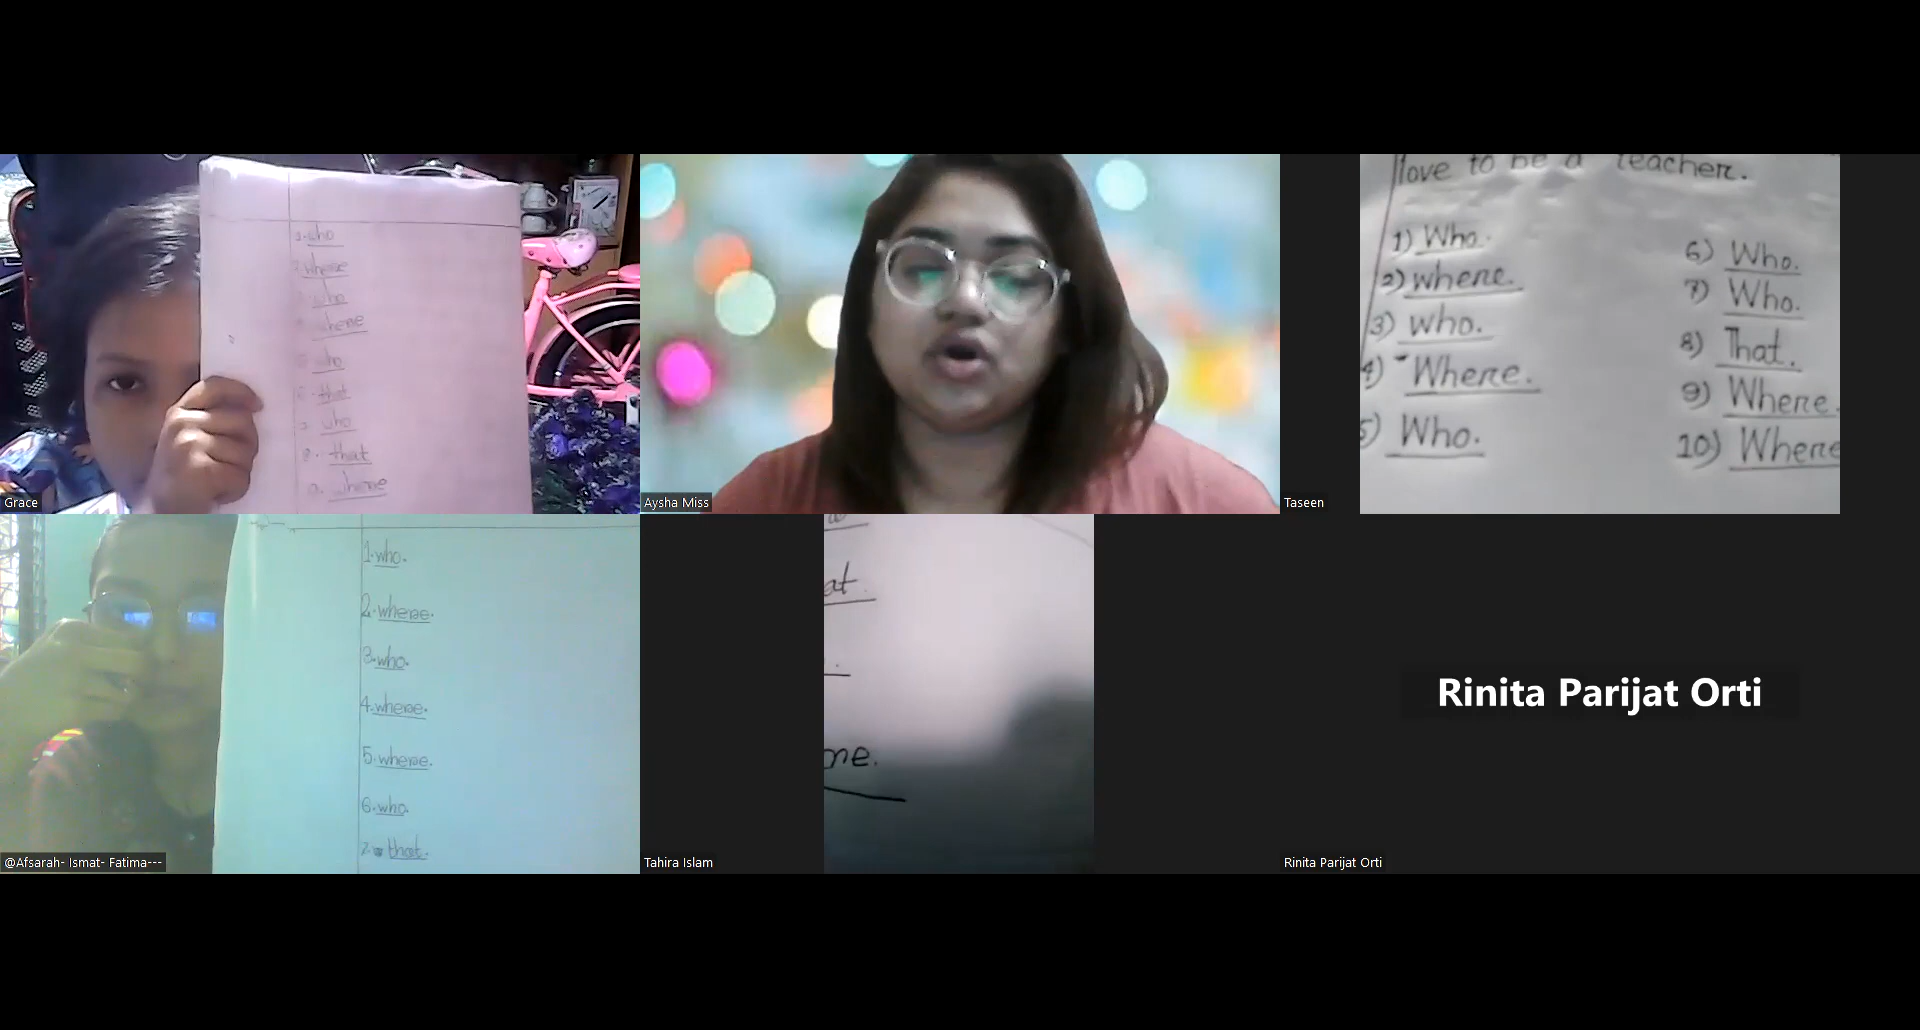 1. who
2. where
3. who
4. where
5. who
6. that
7. who
8. that
9. where
Grace
Aysha Miss
love to be a teacher.
1) Who.
2) where.
3) who.
4) Where.
5) Who.
6) Who.
7) Who.
8) That.
9) Where.
10) Where
Taseen
1. who.
2. where.
3. who.
4. where.
5. where.
6. who.
7. that.
@Afsarah- Ismat- Fatima---
at.
re.
Tahira Islam
Rinita Parijat Orti
Rinita Parijat Orti